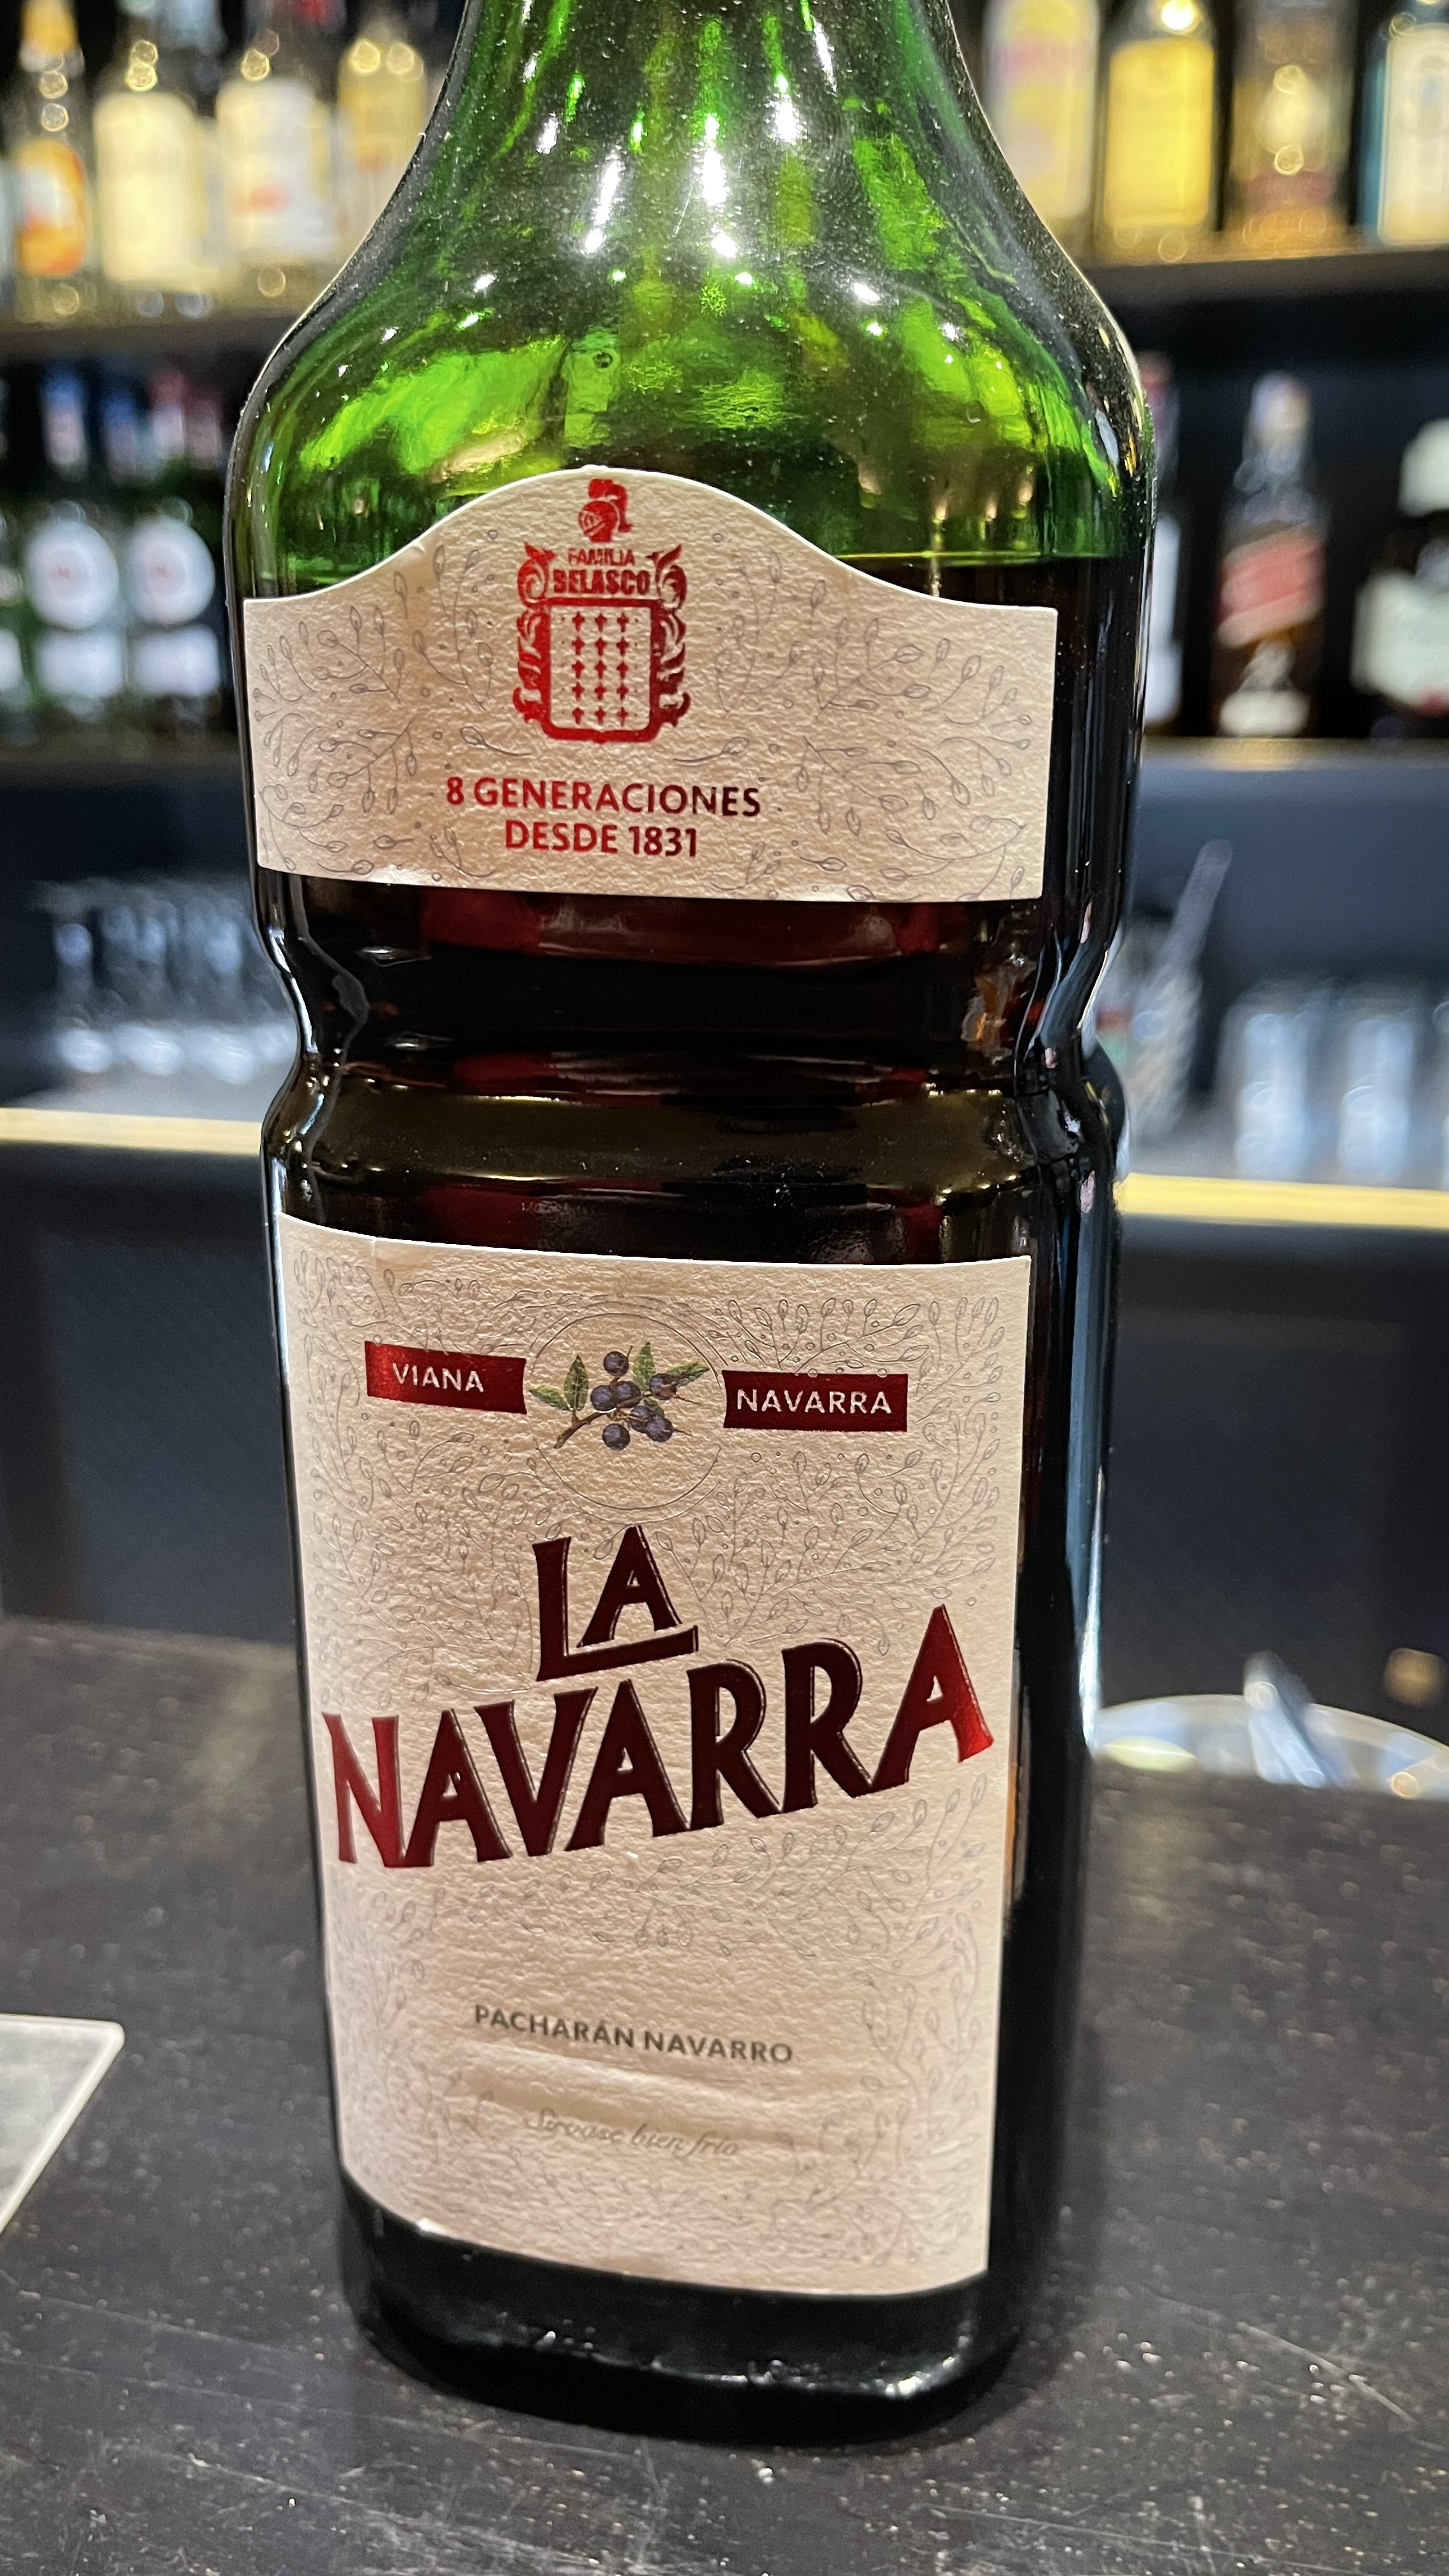 FAMILIA
BELASCO
8 GENERACIONES
DESDE 1831
VIANA
NAVARRA
LA
NAVARRA
PACHARÁN NAVARRO
Sírvase bien frío